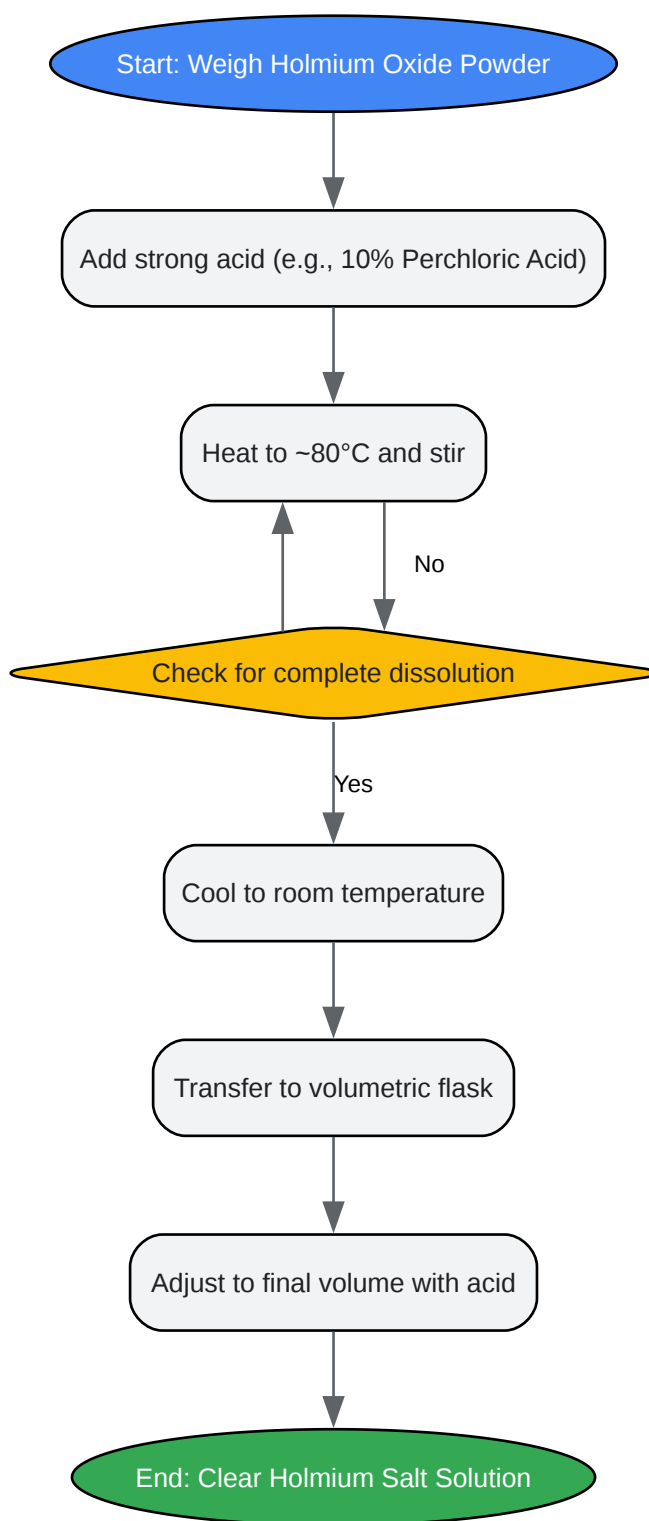 Start: Weigh Holmium Oxide Powder
Add strong acid (e.g., 10% Perchloric Acid)
Heat to ~80°C and stir
No
Check for complete dissolution
Yes
Cool to room temperature
Transfer to volumetric flask
Adjust to final volume with acid
End: Clear Holmium Salt Solution